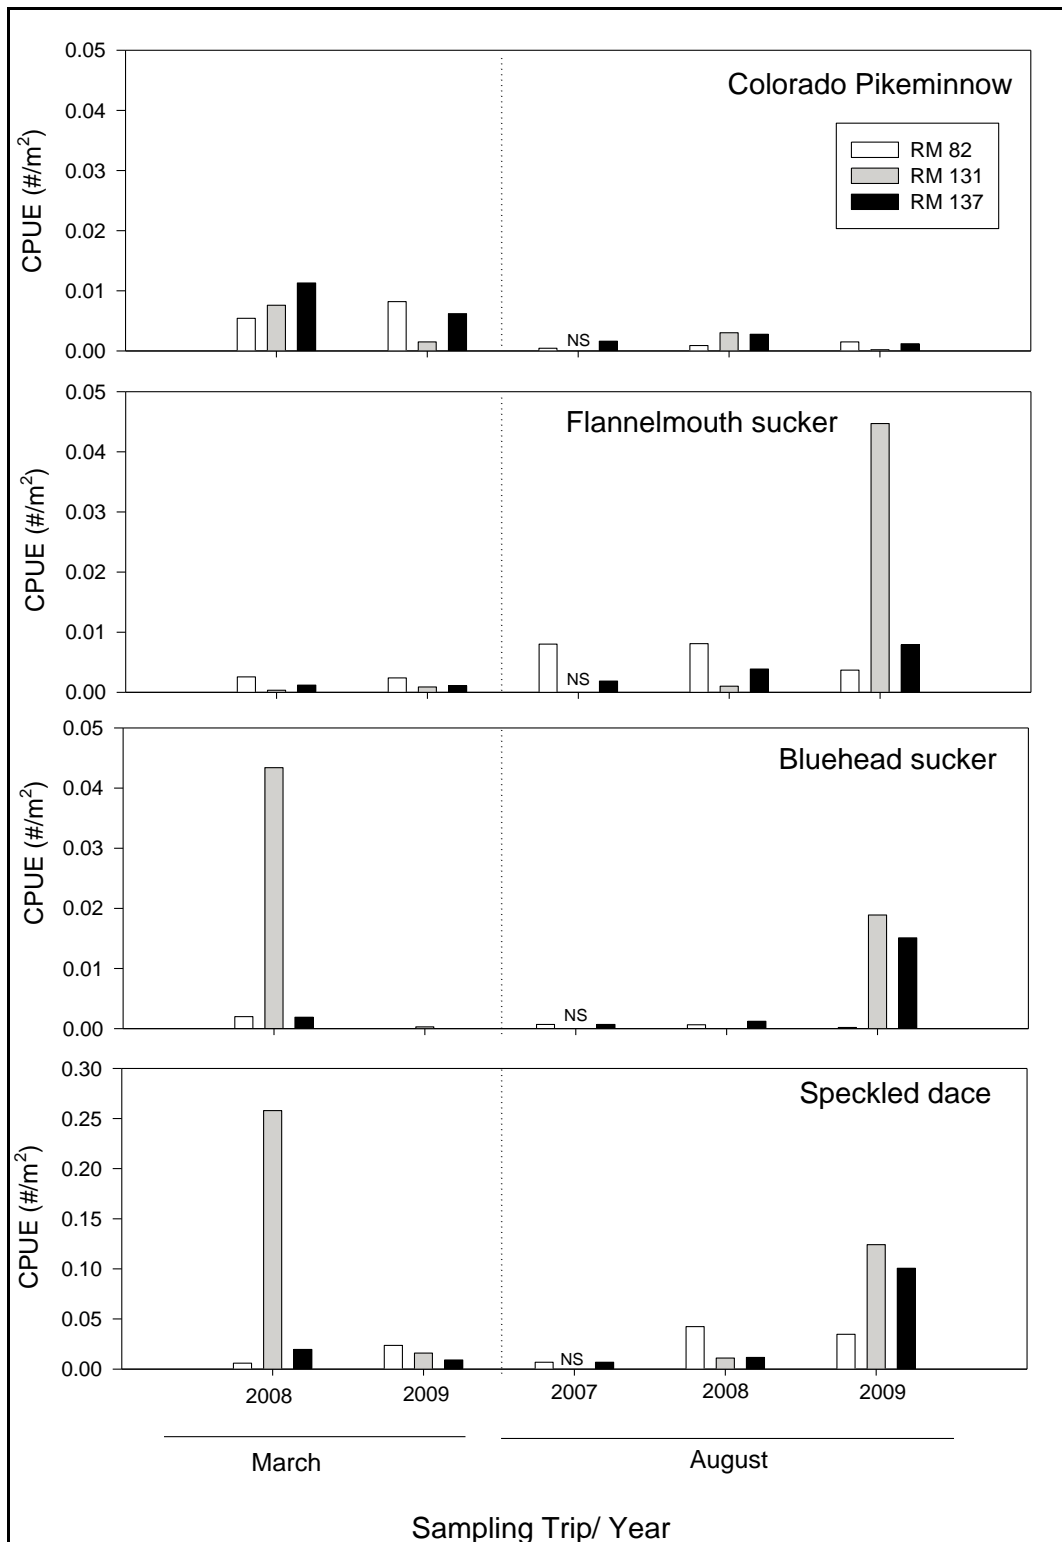 Colorado Pikeminnow
RM 82
RM 131
RM 137
CPUE (#/m²)
0.05
0.04
0.03
0.02
0.01
0.00
NS
Flannelmouth sucker
CPUE (#/m²)
0.05
0.04
0.03
0.02
0.01
0.00
NS
Bluehead sucker
CPUE (#/m²)
0.05
0.04
0.03
0.02
0.01
0.00
NS
Speckled dace
CPUE (#/m²)
0.30
0.25
0.20
0.15
0.10
0.05
0.00
NS
2008 2009 2007 2008 2009
March August
Sampling Trip/ Year